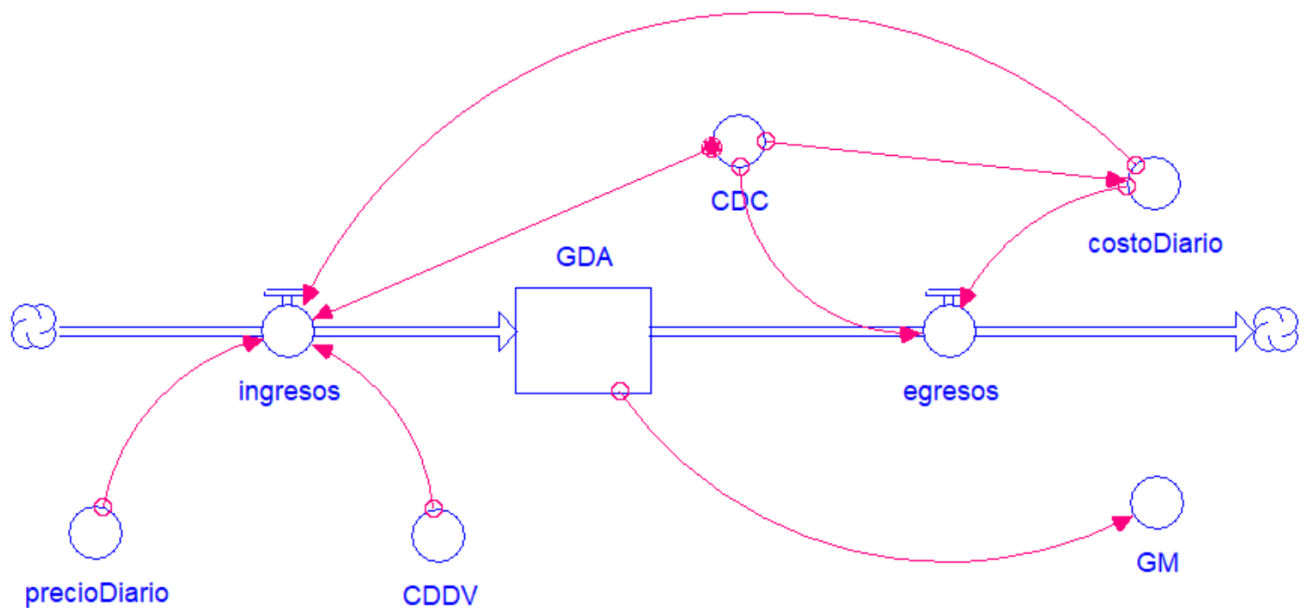 CDC
costoDiario
GDA
ingresos
egresos
precioDiario
CDDV
GM